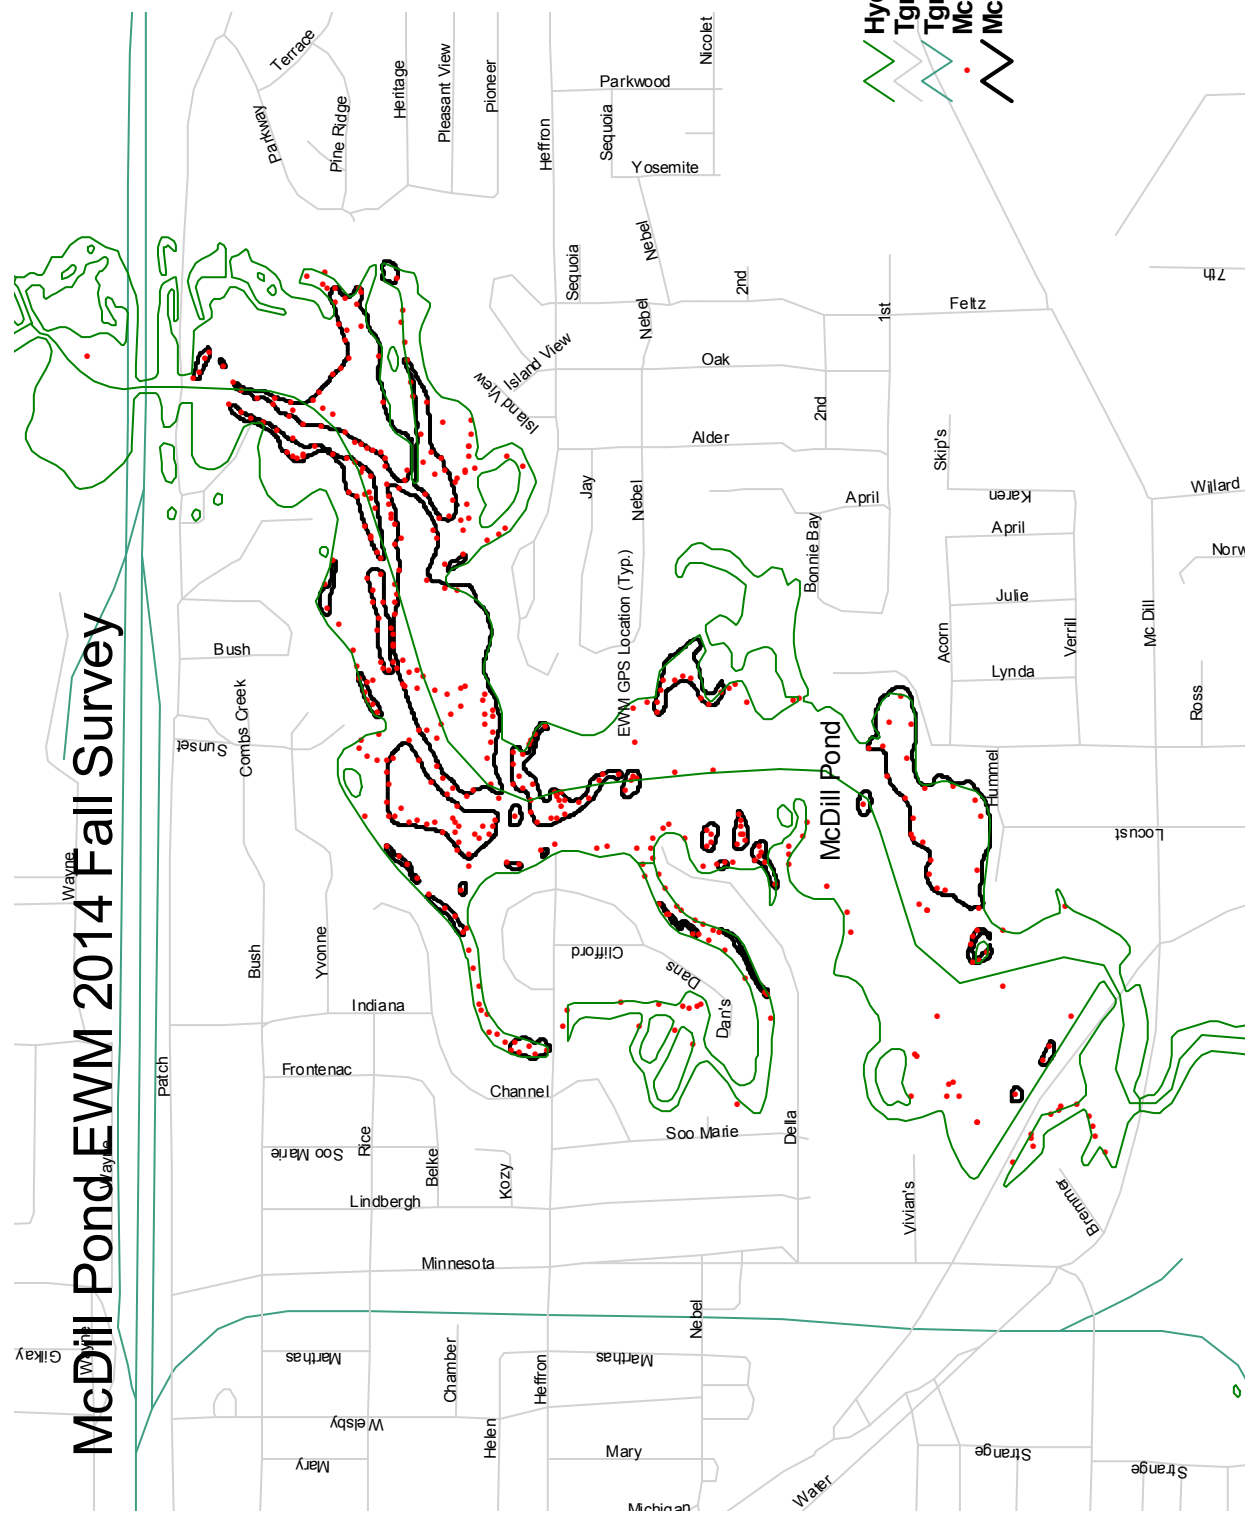 McDill Pond EWM 2014 Fall Survey
Terrace
Parkway
Pine Ridge
Heritage
Pleasant View
Pioneer
Heffron
Parkwood
Nicolet
Sequoia
Yosemite
Nebel
Sequoia
2nd
Nebel
1st
Feltz
7th
Island View
Island View
Oak
2nd
Alder
Skip's
Jay
Nebel
April
Karen
April
Willard
Bonnie Bay
EWM GPS Location (Typ.)
Julie
Acorn
Verrill
Mc Dill
Lynda
Ross
Bush
Combs Creek
Sunset
McDill Pond
Hummel
Locust
Wayne
Bush
Yvonne
Clifford
Dans
Dan's
Indiana
Patch
Frontenac
Channel
Soo Marie
Della
Wayne
Soo Marie
Rice
Belke
Kozy
Lindbergh
Vivian's
Bremmer
Minnesota
Nebel
Gilkay
Wayne
Marthas
Chamber
Heffron
Marthas
Welsby
Helen
Mary
Mary
Strange
Strange
Water
Michigan